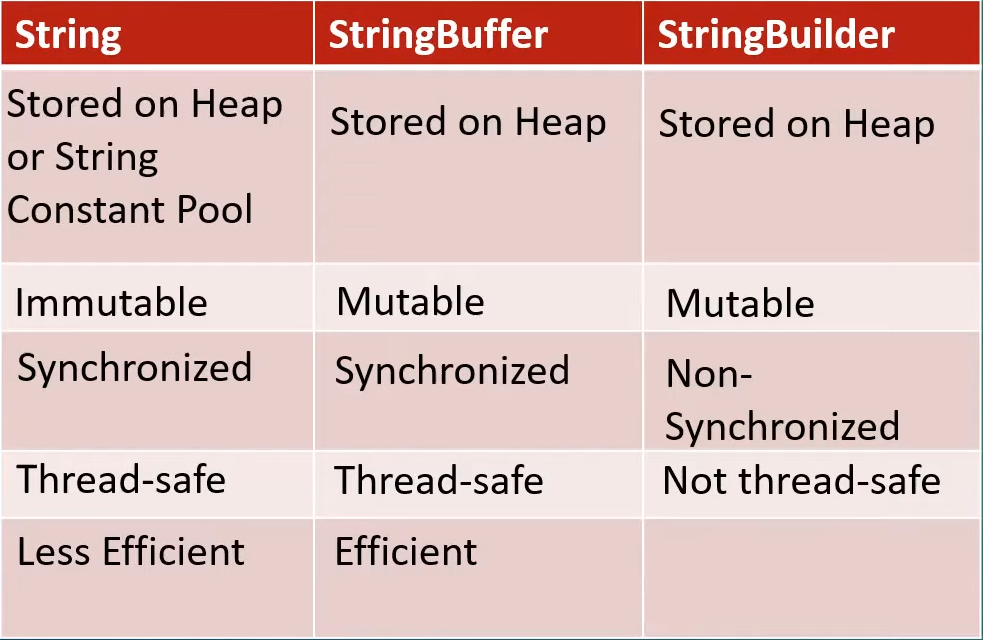 String
StringBuffer
StringBuilder
Stored on Heap
or String
Constant Pool
Stored on Heap
Stored on Heap
Immutable
Mutable
Mutable
Synchronized
Synchronized
Non-
Synchronized
Thread-safe
Thread-safe
Not thread-safe
Less Efficient
Efficient